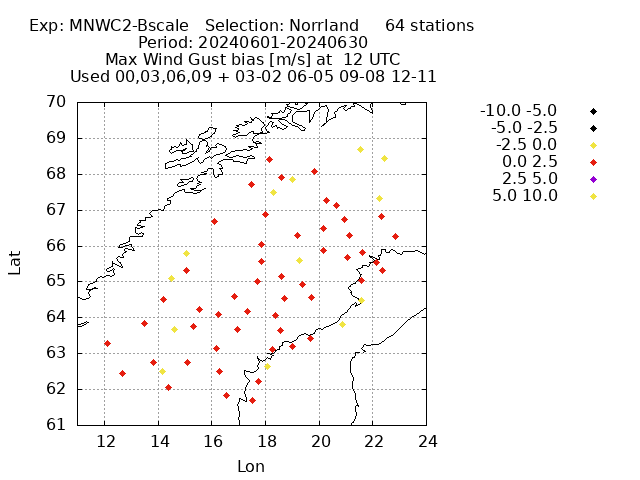 Exp: MNWC2-Bscale   Selection: Norrland     64 stations
Period: 20240601-20240630
Max Wind Gust bias [m/s] at  12 UTC
Used 00,03,06,09 + 03-02 06-05 09-08 12-11
-10.0 -5.0
-5.0 -2.5
-2.5 0.0
0.0 2.5
2.5 5.0
5.0 10.0
70
69
68
67
66
65
64
63
62
61
Lat
12 14 16 18 20 22 24
Lon